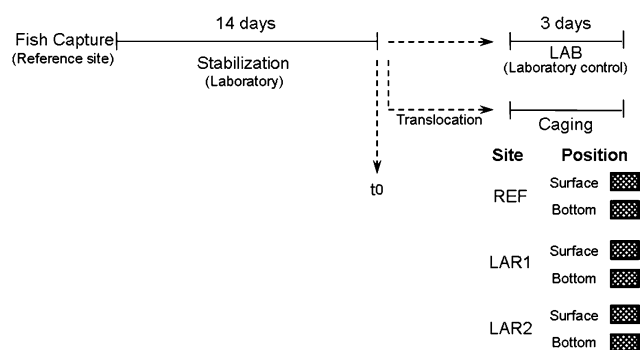 14 days
3 days
Fish Capture
(Reference site)
Stabilization
(Laboratory)
LAB
(Laboratory control)
Translocation
Caging
t0
Site Position
REF
Surface
Bottom
LAR1
Surface
Bottom
LAR2
Surface
Bottom